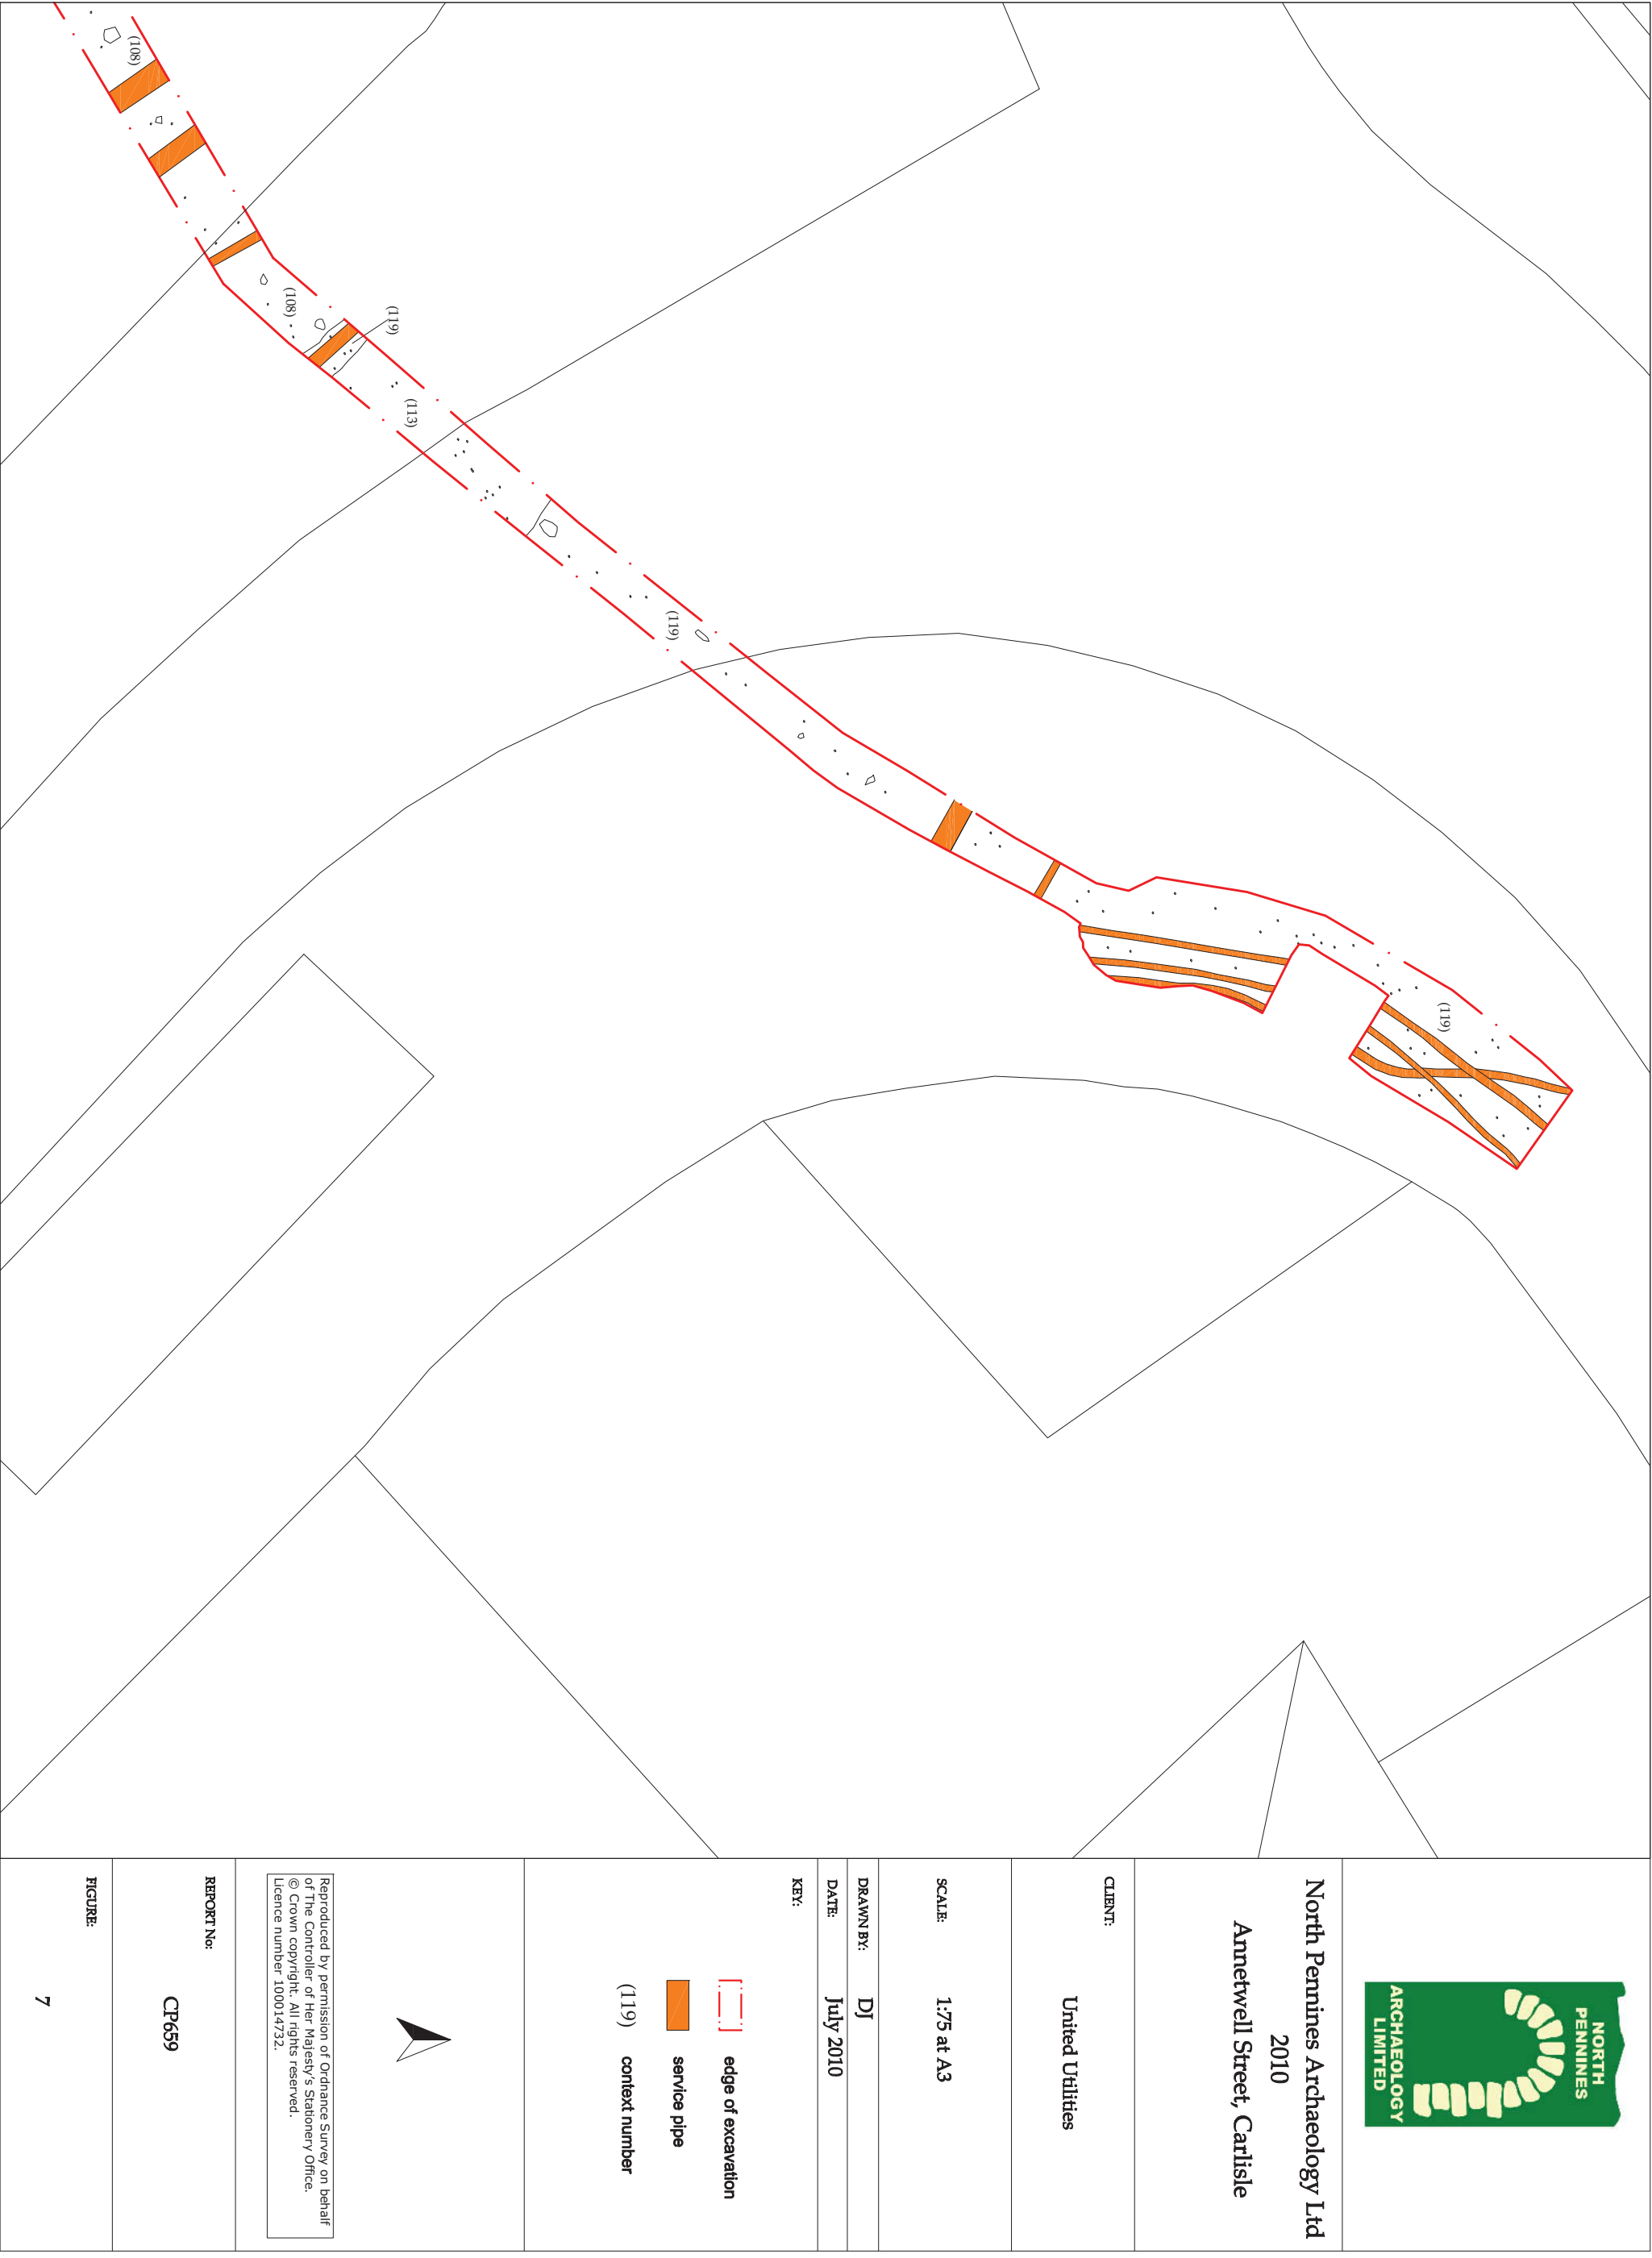 (108)
(108)
(119)
(113)
(119)
(119)
NORTH
PENNINES
ARCHAEOLOGY
LIMITED
North Pennines Archaeology Ltd
2010
Annetwell Street, Carlisle
CLIENT:
United Utilities
SCALE: 1:75 at A3
DRAWN BY: DJ
DATE: July 2010
KEY:
edge of excavation
service pipe
(119) context number
Reproduced by permission of Ordnance Survey on behalf
of The Controller of Her Majesty's Stationery Office.
© Crown copyright. All rights reserved.
Licence number 100014732.
REPORT No:
CP659
FIGURE:
7